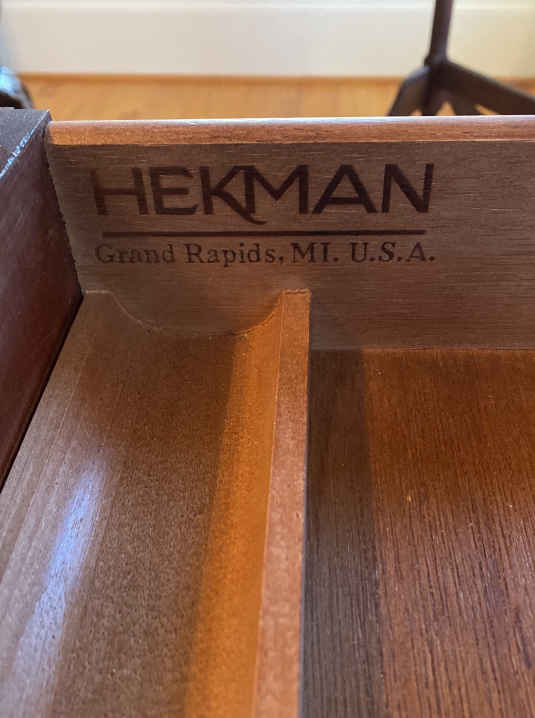 HEKMAN
Grand Rapids, MI. U.S.A.